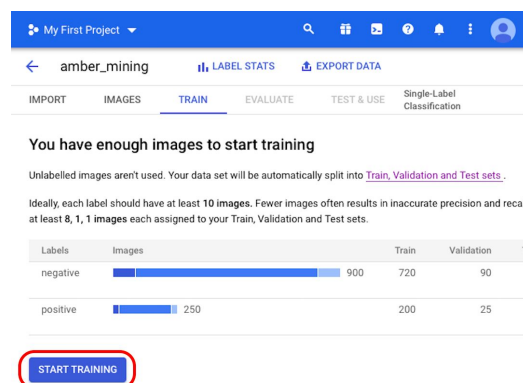 My First Project
amber_mining
LABEL STATS
EXPORT DATA
IMPORT IMAGES TRAIN EVALUATE TEST & USE Single-Label
Classification
You have enough images to start training
Unlabelled images aren't used. Your data set will be automatically split into Train, Validation and Test sets .
Ideally, each label should have at least 10 images. Fewer images often results in inaccurate precision and reca
at least 8, 1, 1 images each assigned to your Train, Validation and Test sets.
Labels Images Train Validation
negative 900 720 90
positive 250 200 25
START TRAINING